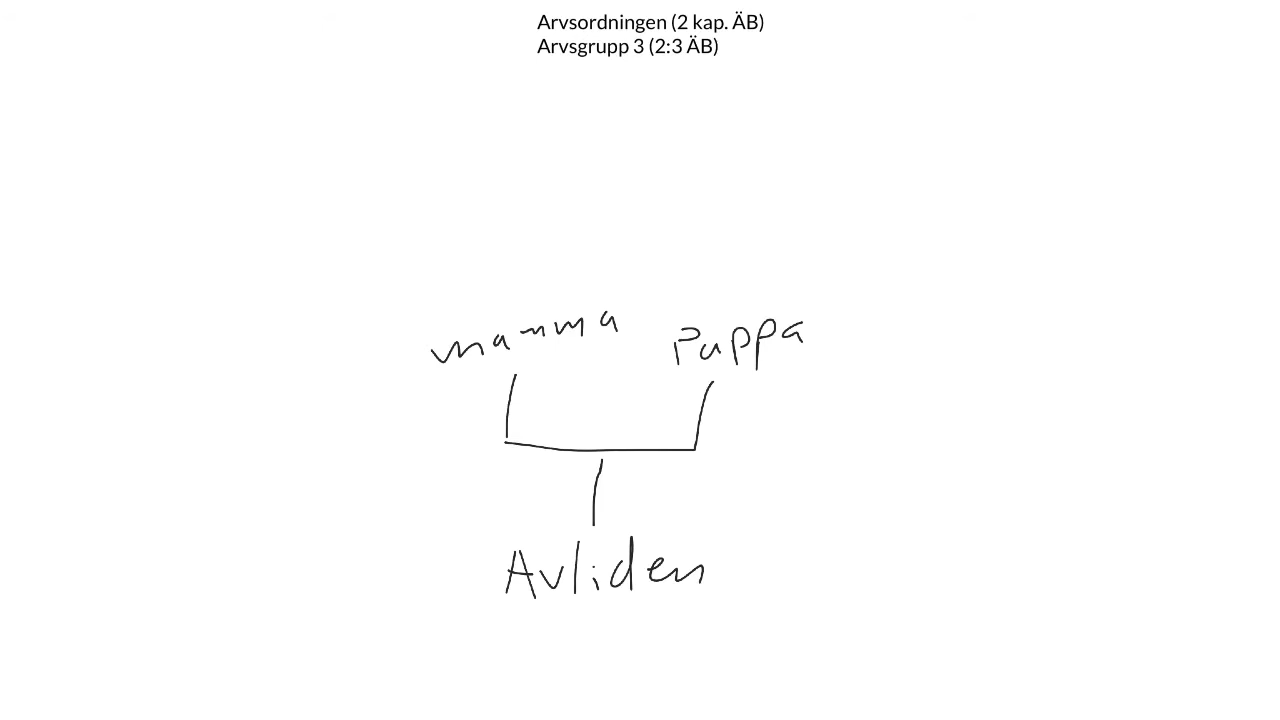 Arvsordningen (2 kap. ÄB)
Arvsgrupp 3 (2:3 ÄB)
mamma Pappa
Avliden